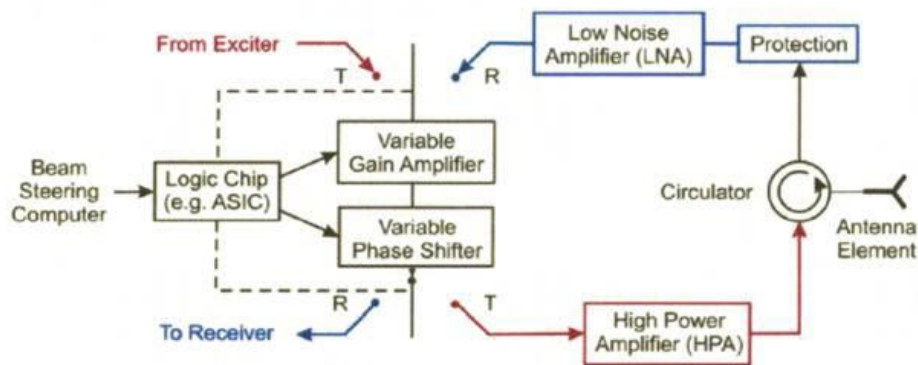 From Exciter
T
R
Low Noise
Amplifier (LNA)
Protection
Beam
Steering
Computer
Logic Chip
(e.g. ASIC)
Variable
Gain Amplifier
Variable
Phase Shifter
Circulator
Antenna
Element
R
T
To Receiver
High Power
Amplifier (HPA)